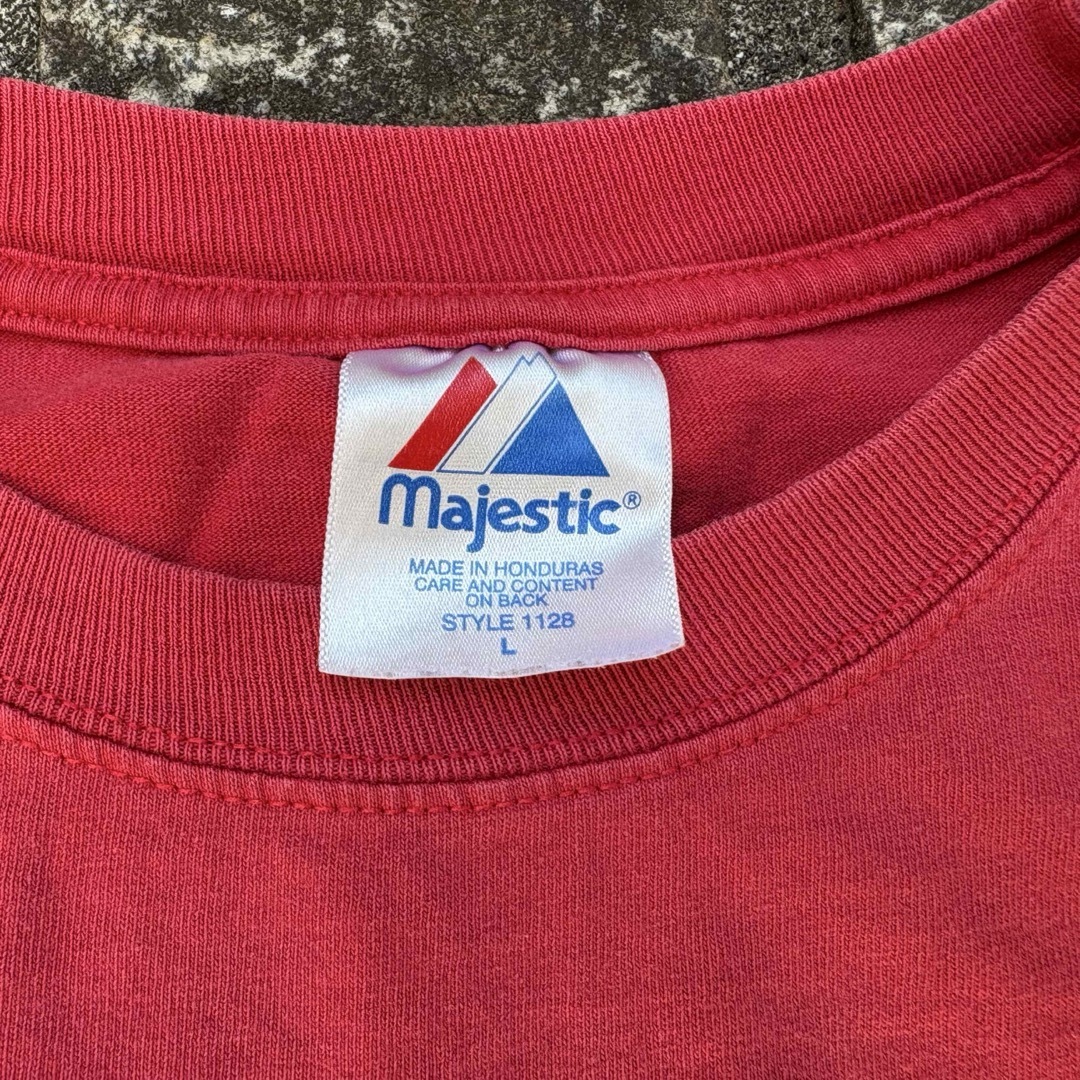 Majestic®
MADE IN HONDURAS
CARE AND CONTENT
ON BACK
STYLE 1128
L